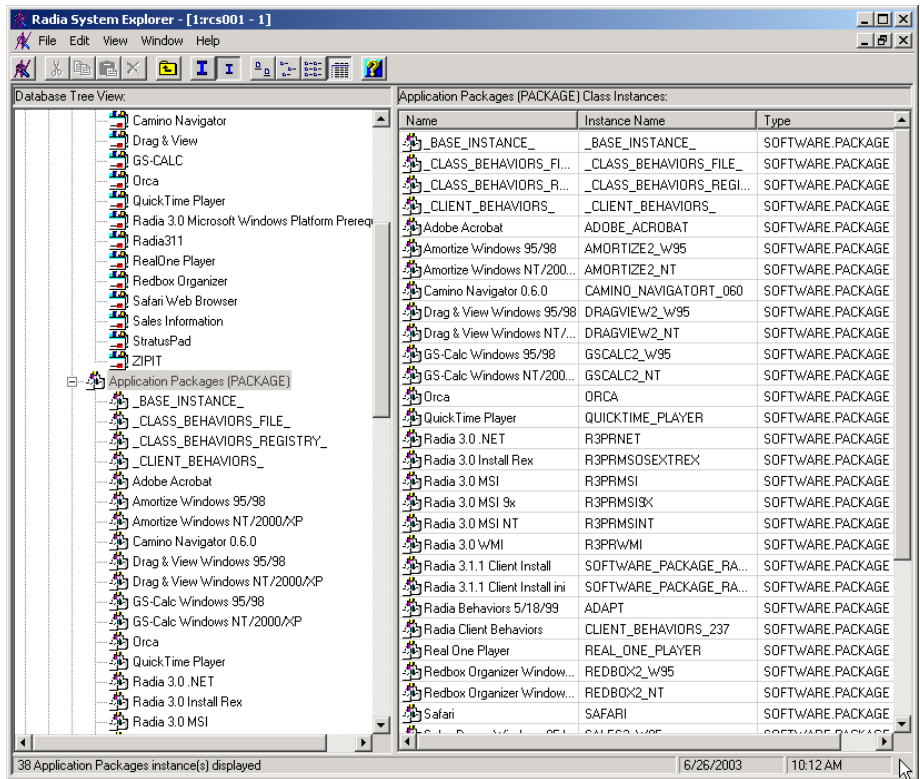 Radia System Explorer - [1:rcs001 - 1]
File Edit View Window Help
Database Tree View:
Camino Navigator
Drag & View
GS-CALC
Orca
QuickTime Player
Radia 3.0 Microsoft Windows Platform Prerequ
Radia311
RealOne Player
Redbox Organizer
Safari Web Browser
Sales Information
StratusPad
ZIPIT
Application Packages (PACKAGE)
_BASE_INSTANCE_
_CLASS_BEHAVIORS_FILE_
_CLASS_BEHAVIORS_REGISTRY_
_CLIENT_BEHAVIORS_
Adobe Acrobat
Amortize Windows 95/98
Amortize Windows NT/2000/XP
Camino Navigator 0.6.0
Drag & View Windows 95/98
Drag & View Windows NT/2000/XP
GS-Calc Windows 95/98
GS-Calc Windows NT/2000/XP
Orca
QuickTime Player
Radia 3.0 .NET
Radia 3.0 Install Rex
Radia 3.0 MSI
Application Packages (PACKAGE) Class Instances:
Name Instance Name Type
_BASE_INSTANCE_ _BASE_INSTANCE_ SOFTWARE.PACKAGE
_CLASS_BEHAVIORS_FI... _CLASS_BEHAVIORS_FILE_ SOFTWARE.PACKAGE
_CLASS_BEHAVIORS_R... _CLASS_BEHAVIORS_REGI... SOFTWARE.PACKAGE
_CLIENT_BEHAVIORS_ _CLIENT_BEHAVIORS_ SOFTWARE.PACKAGE
Adobe Acrobat ADOBE_ACROBAT SOFTWARE.PACKAGE
Amortize Windows 95/98 AMORTIZE2_W95 SOFTWARE.PACKAGE
Amortize Windows NT/200... AMORTIZE2_NT SOFTWARE.PACKAGE
Camino Navigator 0.6.0 CAMINO_NAVIGATORT_060 SOFTWARE.PACKAGE
Drag & View Windows 95/98 DRAGVIEW2_W95 SOFTWARE.PACKAGE
Drag & View Windows NT/... DRAGVIEW2_NT SOFTWARE.PACKAGE
GS-Calc Windows 95/98 GSCALC2_W95 SOFTWARE.PACKAGE
GS-Calc Windows NT/200... GSCALC2_NT SOFTWARE.PACKAGE
Orca ORCA SOFTWARE.PACKAGE
QuickTime Player QUICKTIME_PLAYER SOFTWARE.PACKAGE
Radia 3.0 .NET R3PRNET SOFTWARE.PACKAGE
Radia 3.0 Install Rex R3PRMSOSEXTREX SOFTWARE.PACKAGE
Radia 3.0 MSI R3PRMSI SOFTWARE.PACKAGE
Radia 3.0 MSI 9x R3PRMSI9X SOFTWARE.PACKAGE
Radia 3.0 MSI NT R3PRMSINT SOFTWARE.PACKAGE
Radia 3.0 WMI R3PRWMI SOFTWARE.PACKAGE
Radia 3.1.1 Client Install SOFTWARE_PACKAGE_RA... SOFTWARE.PACKAGE
Radia 3.1.1 Client Install ini SOFTWARE_PACKAGE_RA... SOFTWARE.PACKAGE
Radia Behaviors 5/18/99 ADAPT SOFTWARE.PACKAGE
Radia Client Behaviors CLIENT_BEHAVIORS_237 SOFTWARE.PACKAGE
Real One Player REAL_ONE_PLAYER SOFTWARE.PACKAGE
Redbox Organizer Window... REDBOX2_W95 SOFTWARE.PACKAGE
Redbox Organizer Window... REDBOX2_NT SOFTWARE.PACKAGE
Safari SAFARI SOFTWARE.PACKAGE
38 Application Packages instance(s) displayed 6/26/2003 10:12 AM